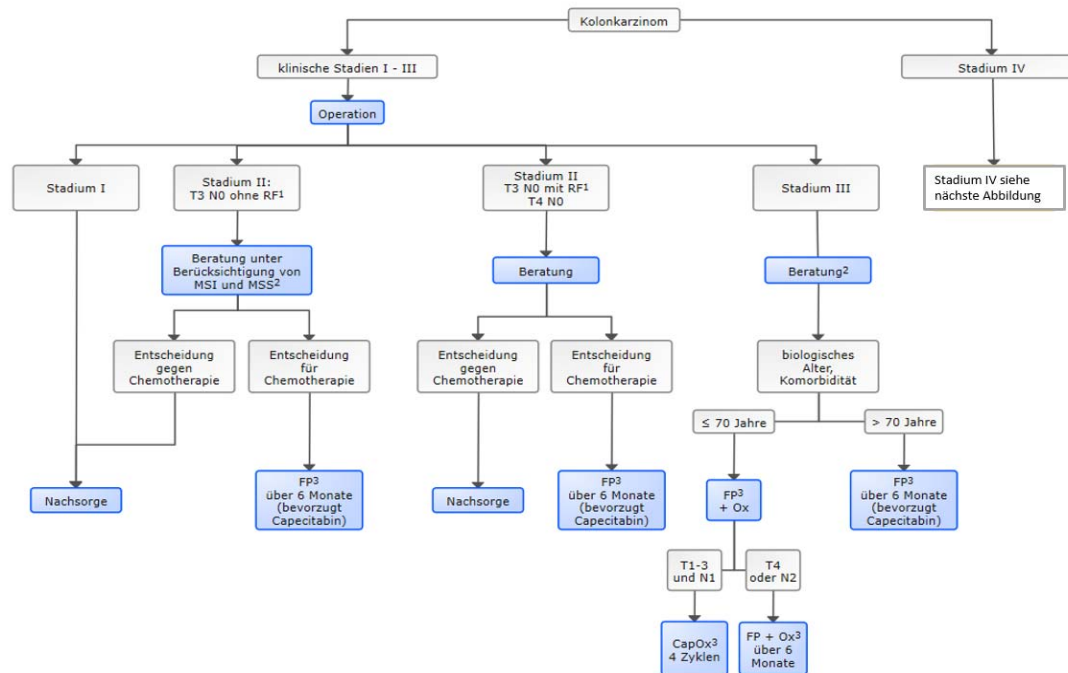 Kolonkarzinom
klinische Stadien I - III
Stadium IV
Operation
Stadium I
Stadium II:
T3 N0 ohne RF¹
Stadium II
T3 N0 mit RF¹
T4 N0
Stadium III
Stadium IV siehe
nächste Abbildung
Beratung unter
Berücksichtigung von
MSI und MSS²
Beratung
Beratung²
Entscheidung
gegen
Chemotherapie
Entscheidung
für
Chemotherapie
Entscheidung
gegen
Chemotherapie
Entscheidung
für
Chemotherapie
biologisches
Alter,
Komorbidität
≤ 70 Jahre
> 70 Jahre
Nachsorge
FP³
über 6 Monate
(bevorzugt
Capecitabin)
Nachsorge
FP³
über 6 Monate
(bevorzugt
Capecitabin)
FP³
+ Ox
FP³
über 6 Monate
(bevorzugt
Capecitabin)
T1-3
und N1
T4
oder N2
CapOx³
4 Zyklen
FP + Ox³
über 6
Monate